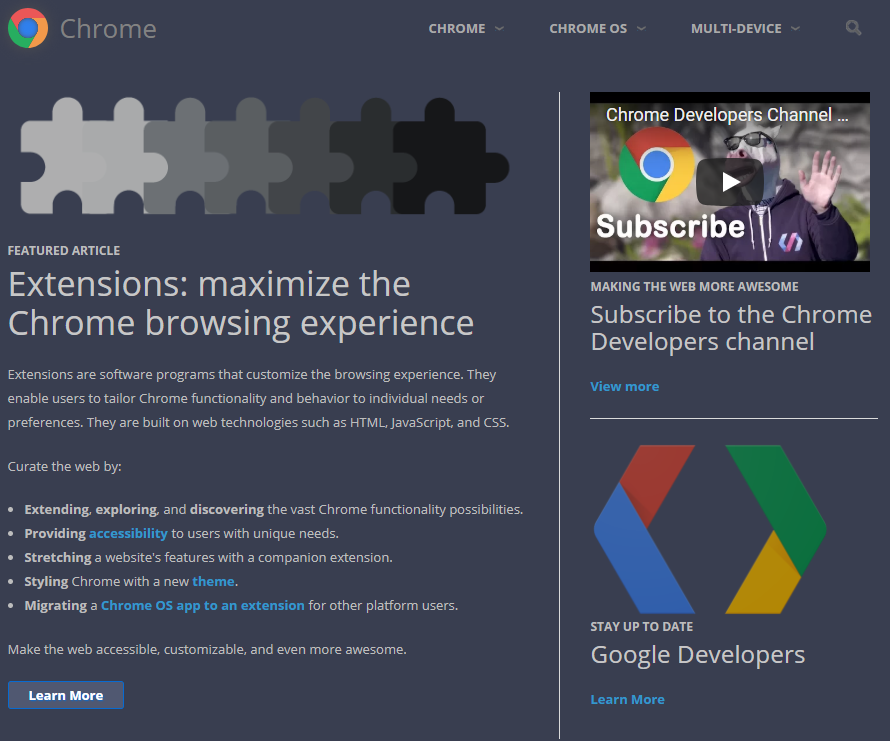 Chrome
CHROME
CHROME OS
MULTI-DEVICE
FEATURED ARTICLE
Extensions: maximize the
Chrome browsing experience
Extensions are software programs that customize the browsing experience. They
enable users to tailor Chrome functionality and behavior to individual needs or
preferences. They are built on web technologies such as HTML, JavaScript, and CSS.
Curate the web by:
• Extending, exploring, and discovering the vast Chrome functionality possibilities.
• Providing accessibility to users with unique needs.
• Stretching a website's features with a companion extension.
• Styling Chrome with a new theme.
• Migrating a Chrome OS app to an extension for other platform users.
Make the web accessible, customizable, and even more awesome.
Learn More
Chrome Developers Channel ...
Subscribe
MAKING THE WEB MORE AWESOME
Subscribe to the Chrome
Developers channel
View more
STAY UP TO DATE
Google Developers
Learn More